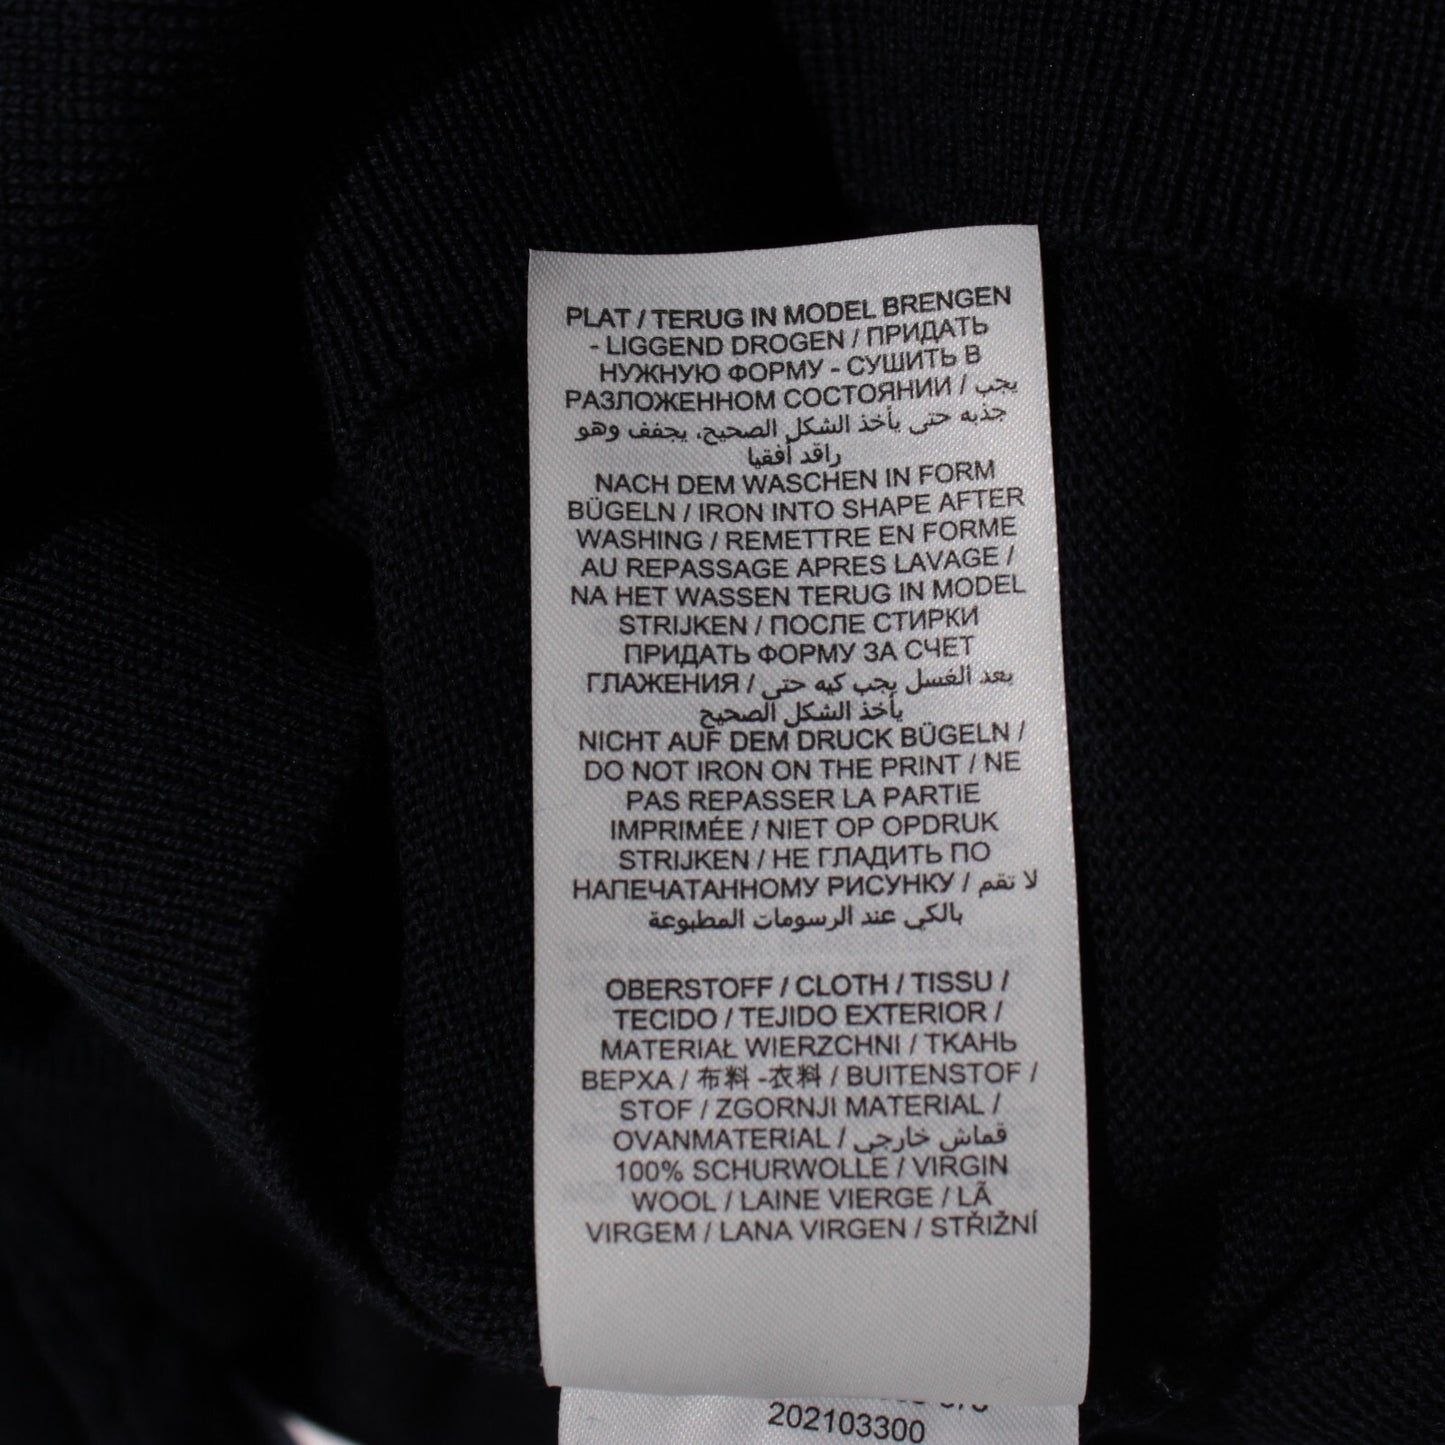 PLAT / TERUG IN MODEL BRENGEN
- LIGGEND DROGEN / ПРИДАТЬ
НУЖНУЮ ФОРМУ - СУШИТЬ В
РАЗЛОЖЕННОМ СОСТОЯНИИ / يجب
جذبه حتى يأخذ الشكل الصحيح، يجفف وهو
راقد أفقيا
NACH DEM WASCHEN IN FORM
BÜGELN / IRON INTO SHAPE AFTER
WASHING / REMETTRE EN FORME
AU REPASSAGE APRES LAVAGE /
NA HET WASSEN TERUG IN MODEL
STRIJKEN / ПОСЛЕ СТИРКИ
ПРИДАТЬ ФОРМУ ЗА СЧЕТ
ГЛАЖЕНИЯ / بعد الغسل يجب كيه حتى
يأخذ الشكل الصحيح
NICHT AUF DEM DRUCK BÜGELN /
DO NOT IRON ON THE PRINT / NE
PAS REPASSER LA PARTIE
IMPRIMÉE / NIET OP OPDRUK
STRIJKEN / НЕ ГЛАДИТЬ ПО
НАПЕЧАТАННОМУ РИСУНКУ / لا تقم
بالكي عند الرسومات المطبوعة
OBERSTOFF / CLOTH / TISSU /
TECIDO / TEJIDO EXTERIOR /
MATERIAŁ WIERZCHNI / ТКАНЬ
ВЕРХА / 布料 -衣料 / BUITENSTOF /
STOF / ZGORNJI MATERIAL /
OVANMATERIAL / قماش خارجي
100% SCHURWOLLE / VIRGIN
WOOL / LAINE VIERGE / LÃ
VIRGEM / LANA VIRGEN / STŘIŽNÍ
202103300